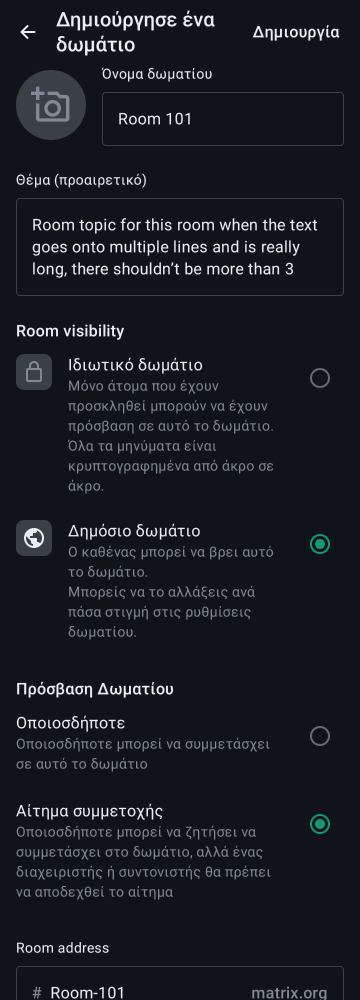 Δημιούργησε ένα
δωμάτιο
Δημιουργία
Όνομα δωματίου
Room 101
Θέμα (προαιρετικό)
Room topic for this room when the text
goes onto multiple lines and is really
long, there shouldn’t be more than 3
Room visibility
Ιδιωτικό δωμάτιο
Μόνο άτομα που έχουν
προσκληθεί μπορούν να έχουν
πρόσβαση σε αυτό το δωμάτιο.
Όλα τα μηνύματα είναι
κρυπτογραφημένα από άκρο σε
άκρο.
Δημόσιο δωμάτιο
Ο καθένας μπορεί να βρει αυτό
το δωμάτιο.
Μπορείς να το αλλάξεις ανά
πάσα στιγμή στις ρυθμίσεις
δωματίου.
Πρόσβαση Δωματίου
Οποιοσδήποτε
Οποιοσδήποτε μπορεί να συμμετάσχει
σε αυτό το δωμάτιο
Αίτημα συμμετοχής
Οποιοσδήποτε μπορεί να ζητήσει να
συμμετάσχει στο δωμάτιο, αλλά ένας
διαχειριστής ή συντονιστής θα πρέπει
να αποδεχθεί το αίτημα
Room address
# Room-101 matrix.org